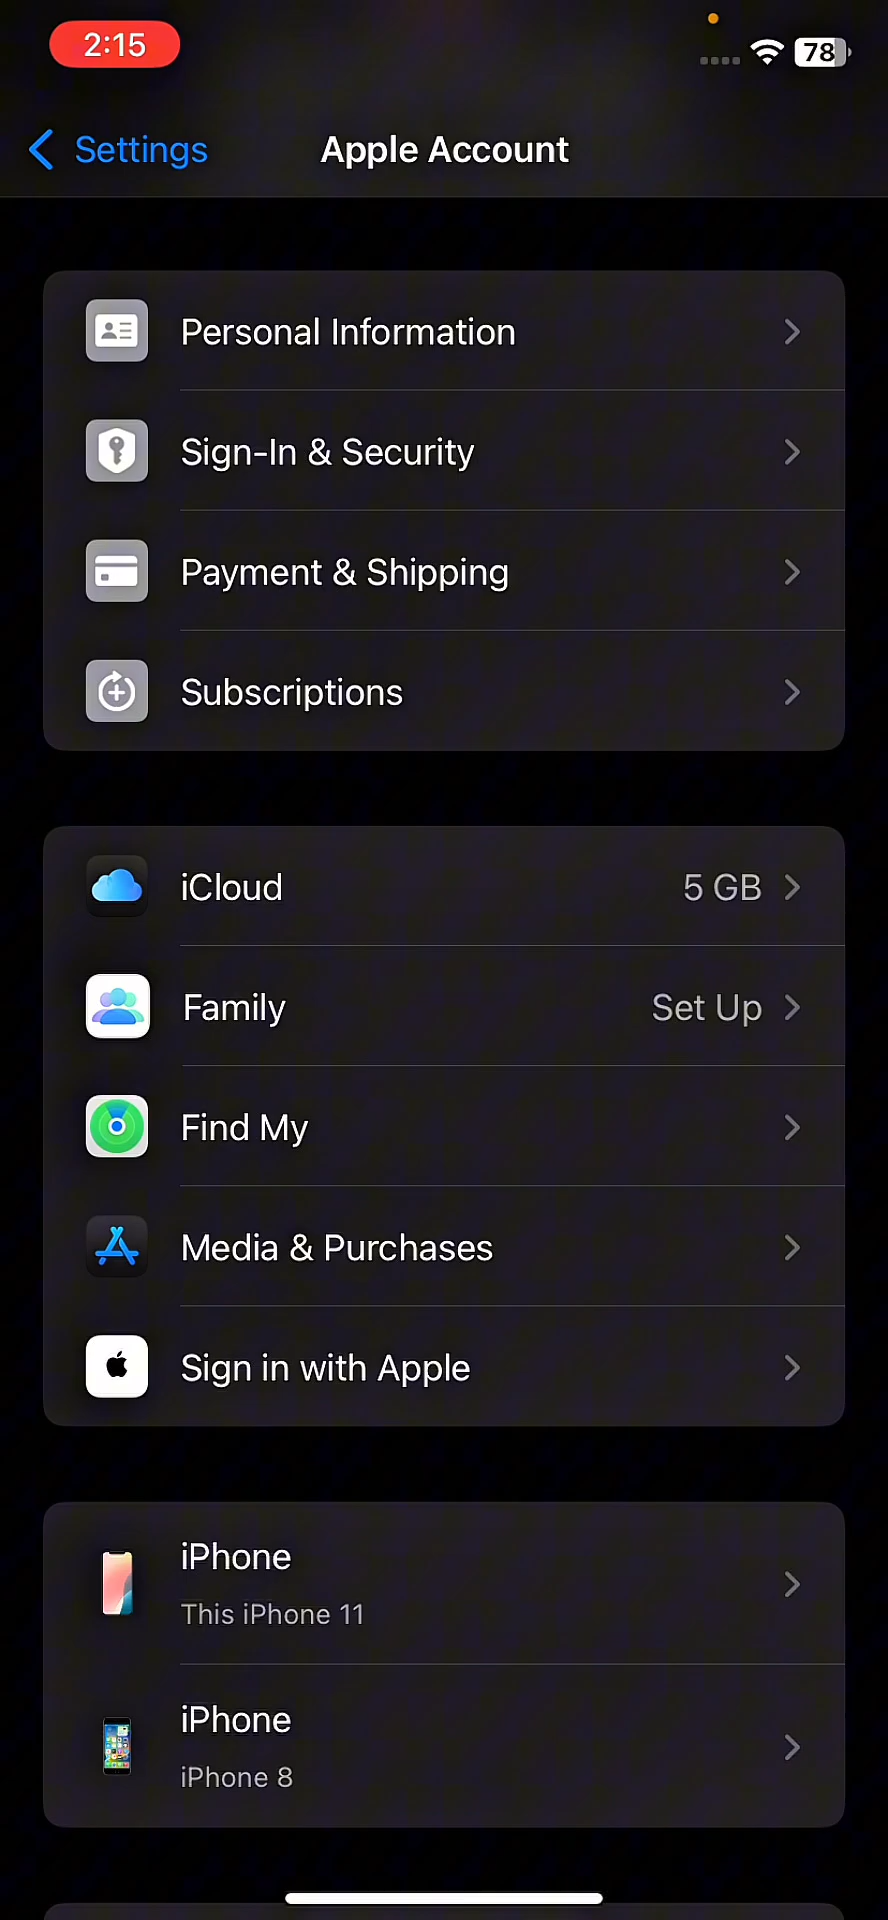 2:15
78
Settings
Apple Account
Personal Information
Sign-In & Security
Payment & Shipping
Subscriptions
iCloud 5 GB
Family Set Up
Find My
Media & Purchases
Sign in with Apple
iPhone
This iPhone 11
iPhone
iPhone 8